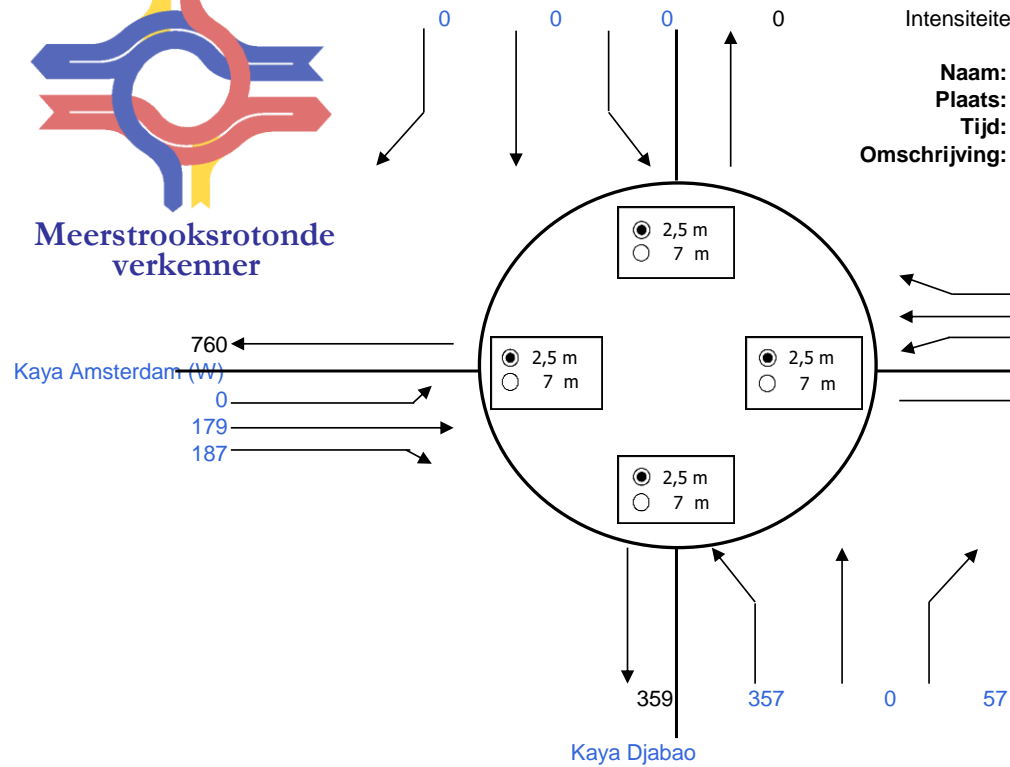 0 0 0 0 Intensiteite
Naam:
Plaats:
Tijd:
Omschrijving:
Meerstrooksrotonde
verkenner
2,5 m
7 m
760
Kaya Amsterdam (W)
0
179
187
2,5 m
7 m
2,5 m
7 m
2,5 m
7 m
359 357 0 57
Kaya Djabao